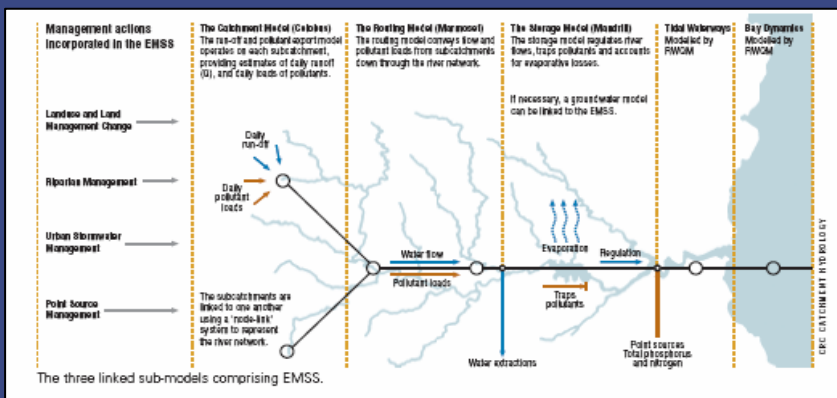 Management actions
incorporated in the EMSS
Landuse and Land
Management Change
Riparian Management
Urban Stormwater
Management
Point Source
Management
The Catchment Model (Colobus)
The run-off and pollutant export model
operates on each subcatchment,
providing estimates of daily runoff
(Q), and daily loads of pollutants.
Daily
run-off
Daily
pollutant
loads
The subcatchments are
linked to one another
using a 'node-link'
system to represent
the river network.
The Routing Model (Marmoset)
The routing model conveys flow and
pollutant loads from subcatchments
down through the river network.
Water flow
Pollutant loads
The Storage Model (Mandrill)
The storage model regulates river
flows, traps pollutants and accounts
for evaporative losses.
If necessary, a groundwater model
can be linked to the EMSS.
Evaporation
Regulation
Traps
pollutants
Water extractions
Tidal Waterways
Modelled by
RWQM
Point sources
Total phosphorus
and nitrogen
Bay Dynamics
Modelled by
RWQM
CRC CATCHMENT HYDROLOGY
The three linked sub-models comprising EMSS.